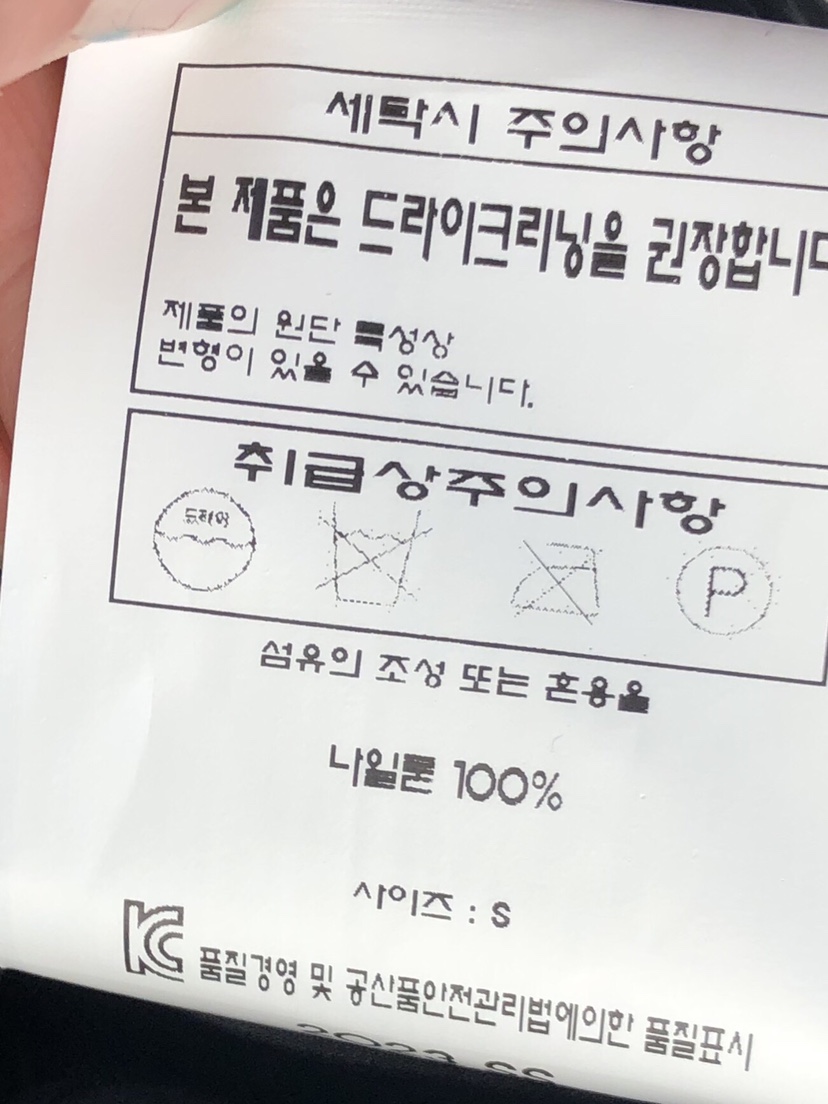 세탁시 주의사항
본 제품은 드라이크리닝을 권장합니다
제품의 원단 특성상
변형이 있을 수 있습니다.
취급상주의사항
드라이
P
섬유의 조성 또는 혼용율
나일론 100%
사이즈 : S
KC 품질경영 및 공산품안전관리법에의한 품질표시